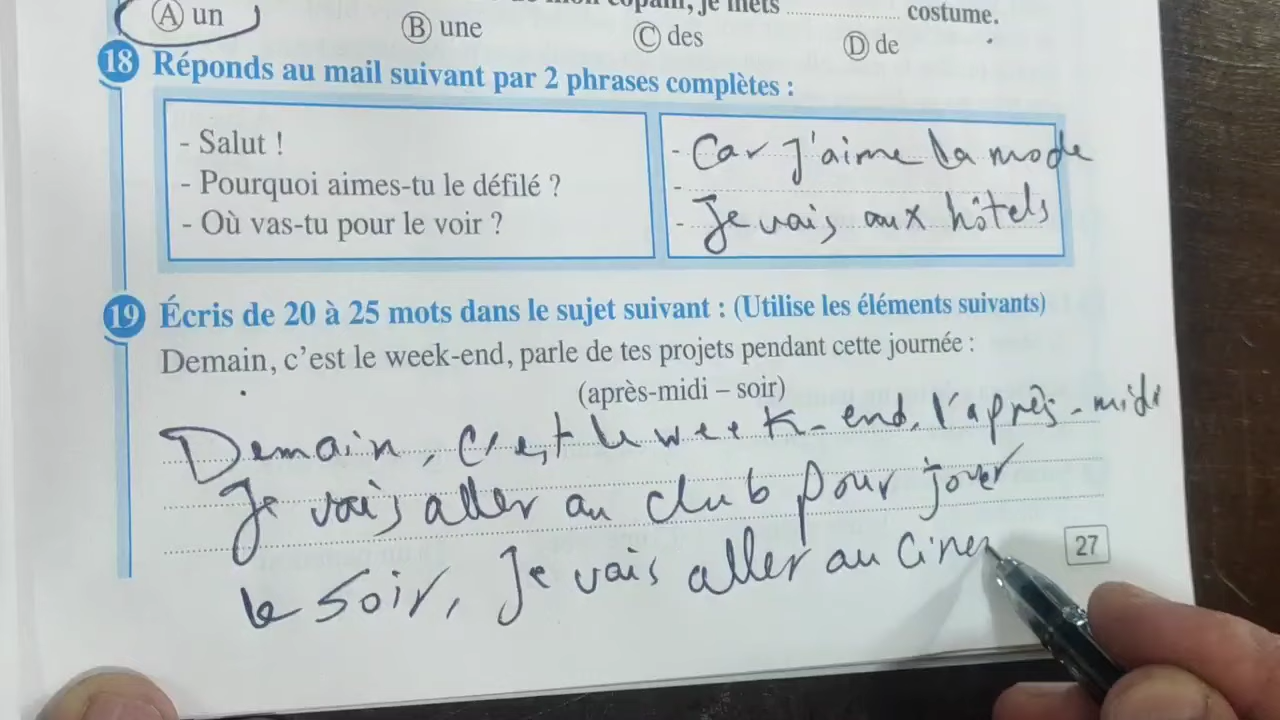 copain, je mets ............ costume.
Ⓐ un
Ⓑ une
Ⓒ des
Ⓓ de
18 Réponds au mail suivant par 2 phrases complètes :
- Salut !
- Pourquoi aimes-tu le défilé ?
- Où vas-tu pour le voir ?
- Car J'aime la mode
-
- Je vais aux hôtels
19 Écris de 20 à 25 mots dans le sujet suivant : (Utilise les éléments suivants)
Demain, c'est le week-end, parle de tes projets pendant cette journée :
(après-midi – soir)
Demain, C'est le week-end, l'après-midi
Je vais aller au club pour jouer
le soir, Je vais aller au Cine
27